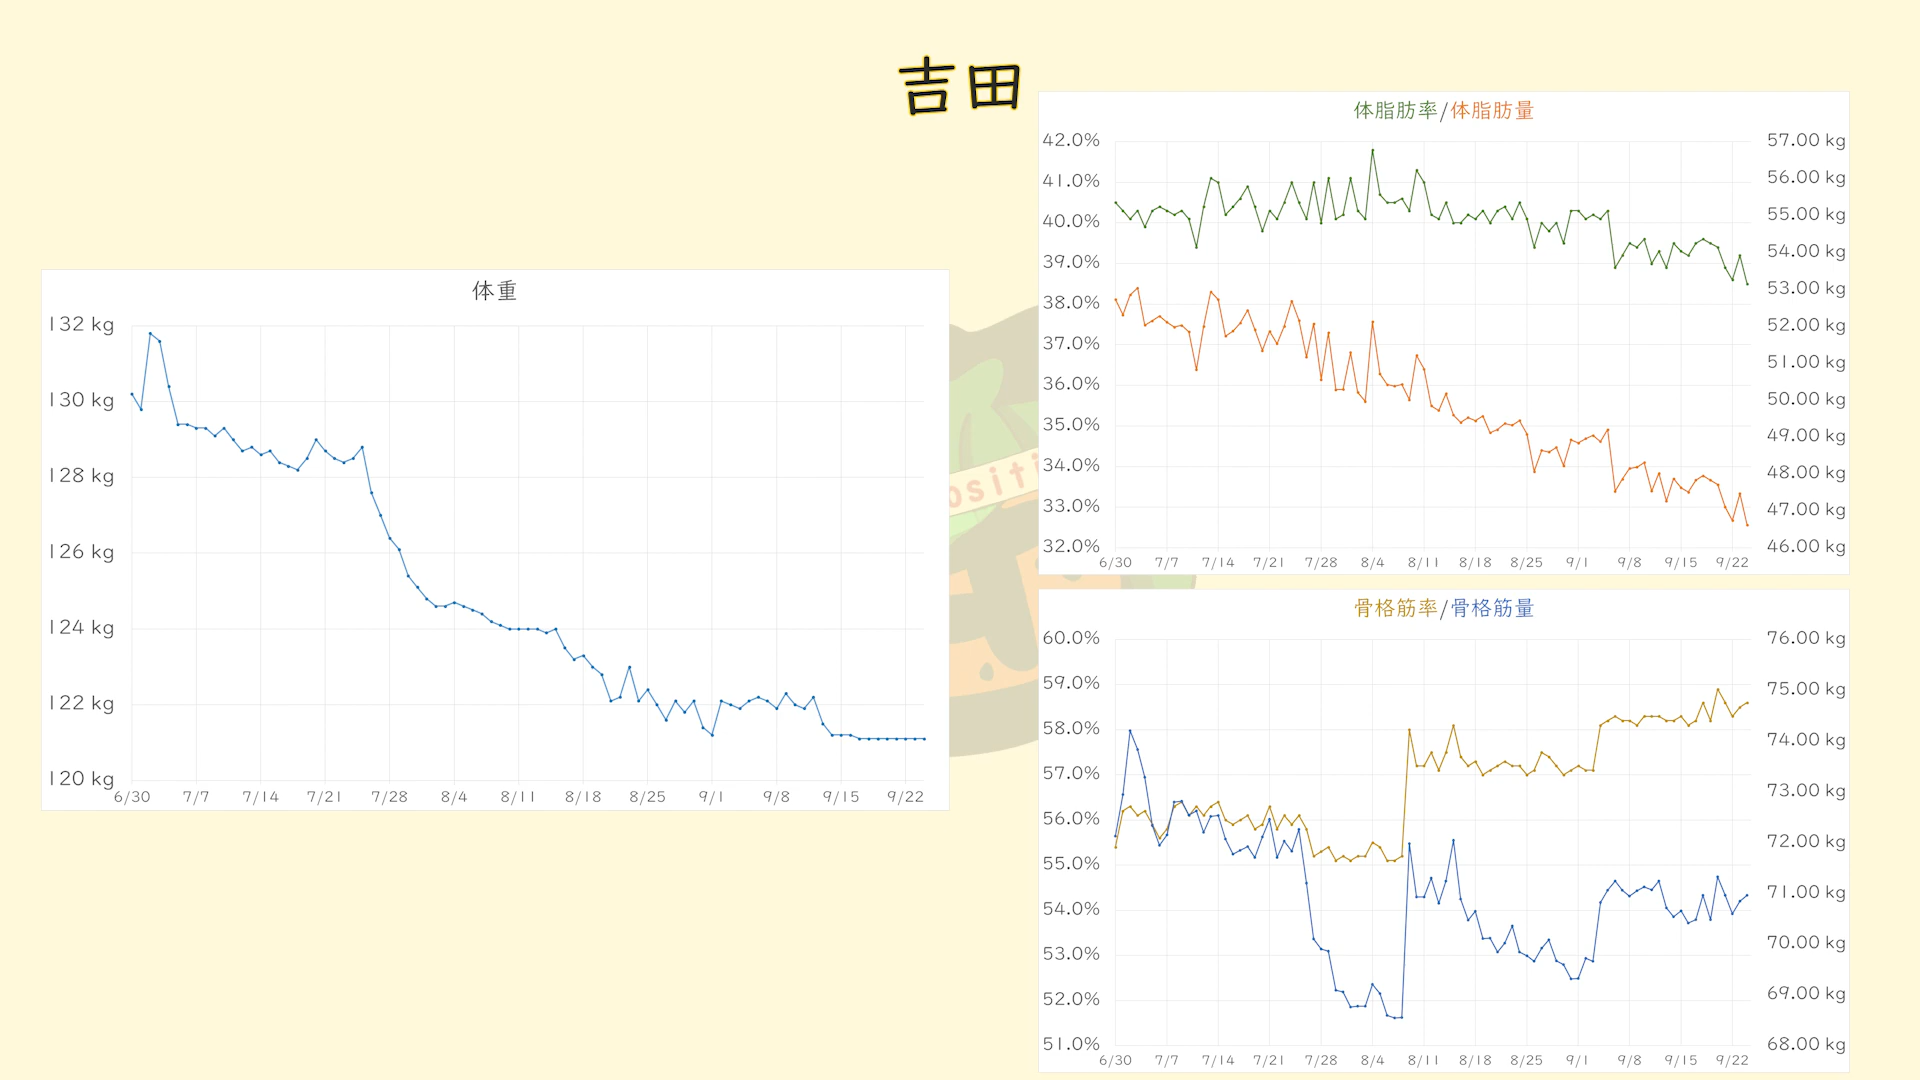 吉田
体重
132 kg
130 kg
128 kg
126 kg
124 kg
122 kg
120 kg
6/30 7/7 7/14 7/21 7/28 8/4 8/11 8/18 8/25 9/1 9/8 9/15 9/22
体脂肪率/体脂肪量
42.0% 57.00 kg
41.0% 56.00 kg
40.0% 55.00 kg
39.0% 54.00 kg
38.0% 53.00 kg
37.0% 52.00 kg
36.0% 51.00 kg
35.0% 50.00 kg
34.0% 49.00 kg
33.0% 48.00 kg
32.0% 47.00 kg
46.00 kg
6/30 7/7 7/14 7/21 7/28 8/4 8/11 8/18 8/25 9/1 9/8 9/15 9/22
骨格筋率/骨格筋量
60.0% 76.00 kg
59.0% 75.00 kg
58.0% 74.00 kg
57.0% 73.00 kg
56.0% 72.00 kg
55.0% 71.00 kg
54.0% 70.00 kg
53.0% 69.00 kg
52.0% 68.00 kg
51.0%
6/30 7/7 7/14 7/21 7/28 8/4 8/11 8/18 8/25 9/1 9/8 9/15 9/22